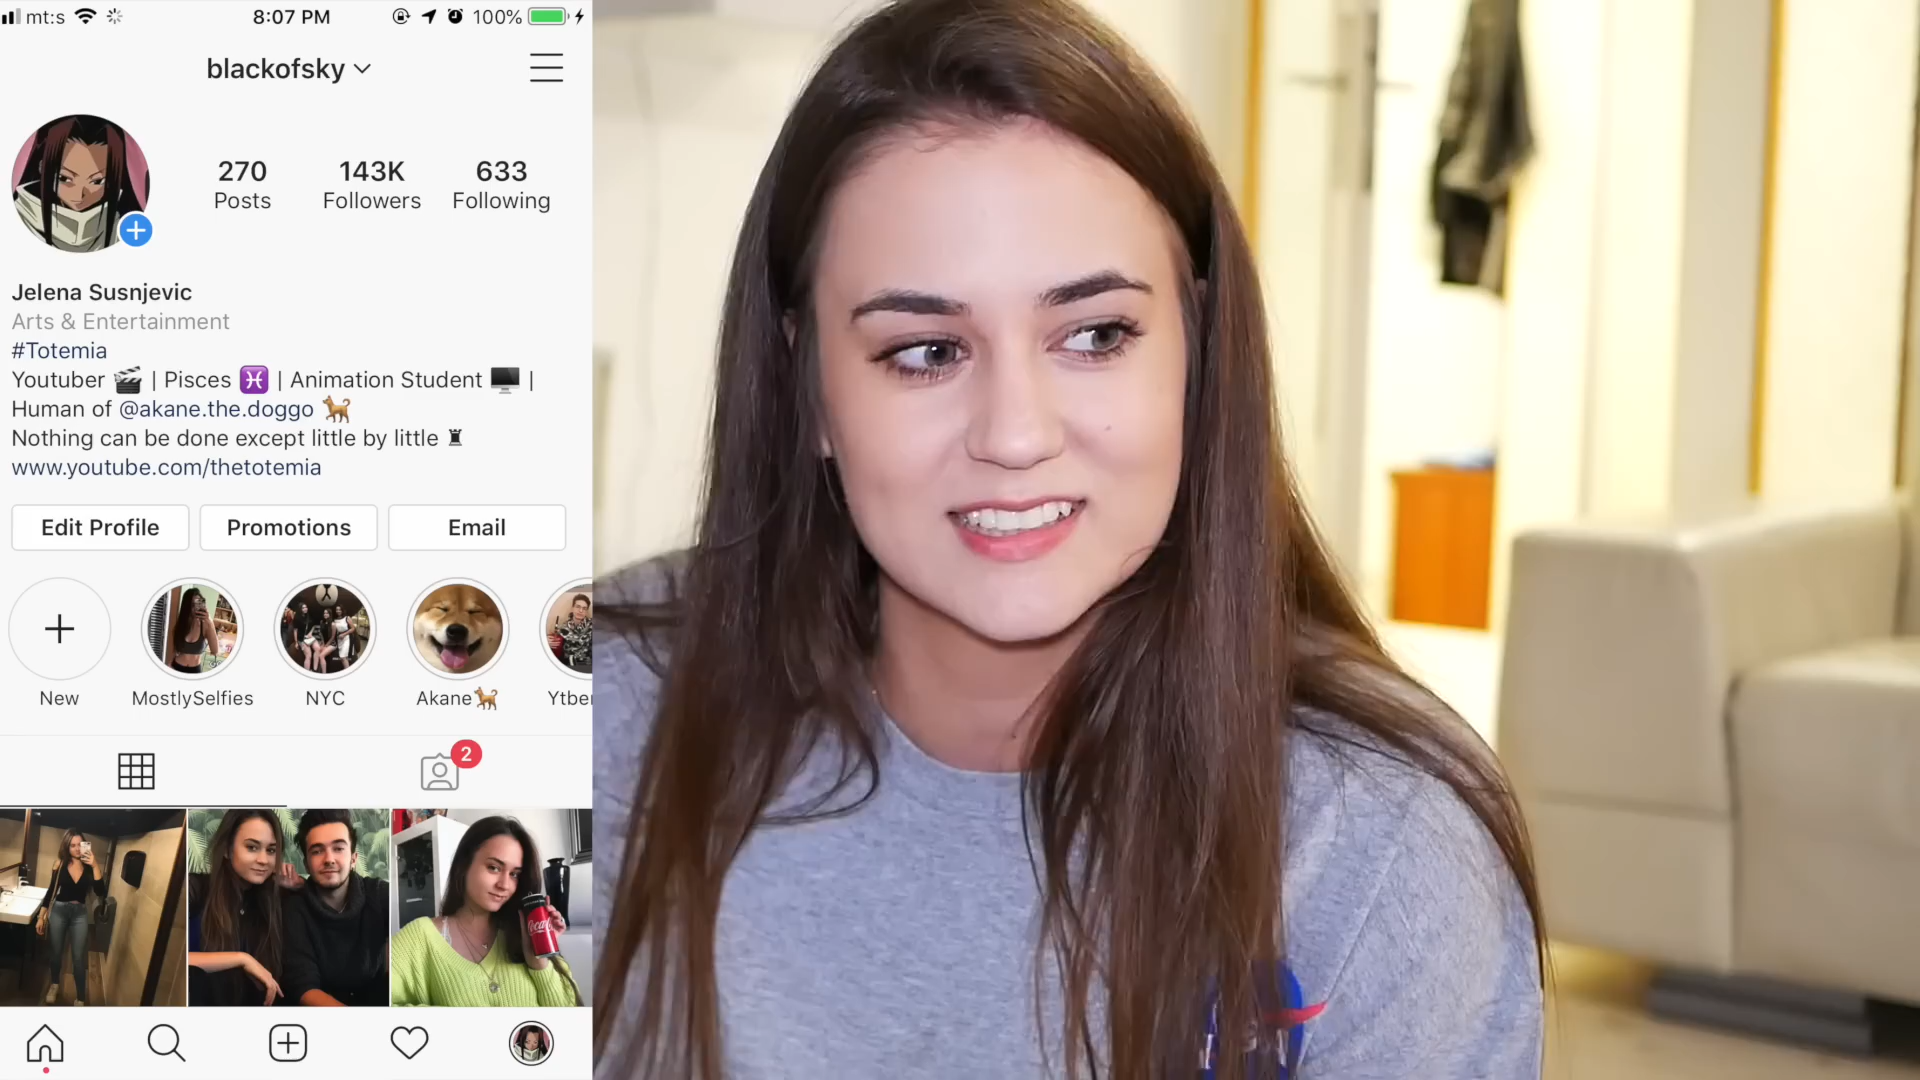 mt:s 8:07 PM 100%
blackofsky
270 143K 633
Posts Followers Following
Jelena Susnjevic
Arts & Entertainment
#Totemia
Youtuber 🎬 | Pisces ♓ | Animation Student 🖥️ |
Human of @akane.the.doggo 🐕
Nothing can be done except little by little ♜
www.youtube.com/thetotemia
Edit Profile Promotions Email
New MostlySelfies NYC Akane🐕 Ytber
2